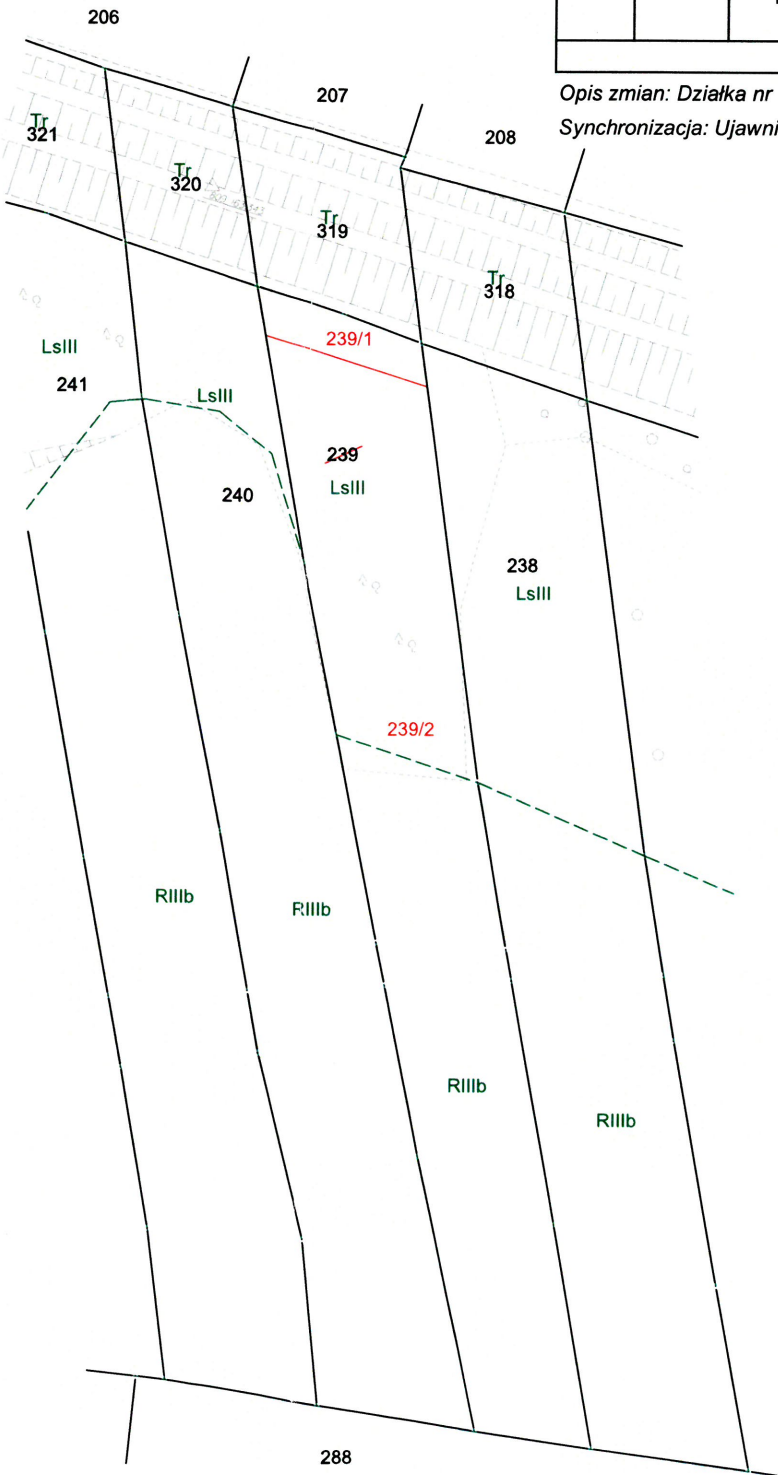 206
Opis zmian: Działka nr
207
Synchronizacja: Ujawni
208
Tr
321
Tr
320
Tr
319
Tr
318
239/1
LsIII
241
LsIII
239
LsIII
240
238
LsIII
239/2
RIIIb
RIIIb
RIIIb
RIIIb
288